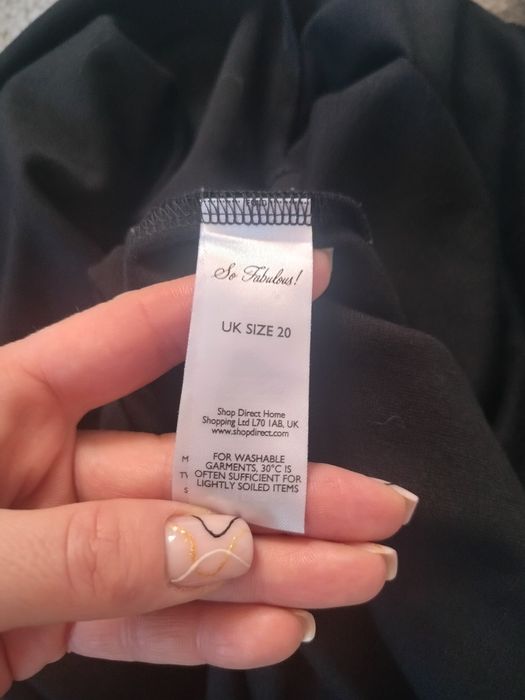 So Fabulous!
UK SIZE 20
Shop Direct Home
Shopping Ltd L70 1AB, UK
www.shopdirect.com
FOR WASHABLE
GARMENTS, 30°C IS
OFTEN SUFFICIENT FOR
LIGHTLY SOILED ITEMS